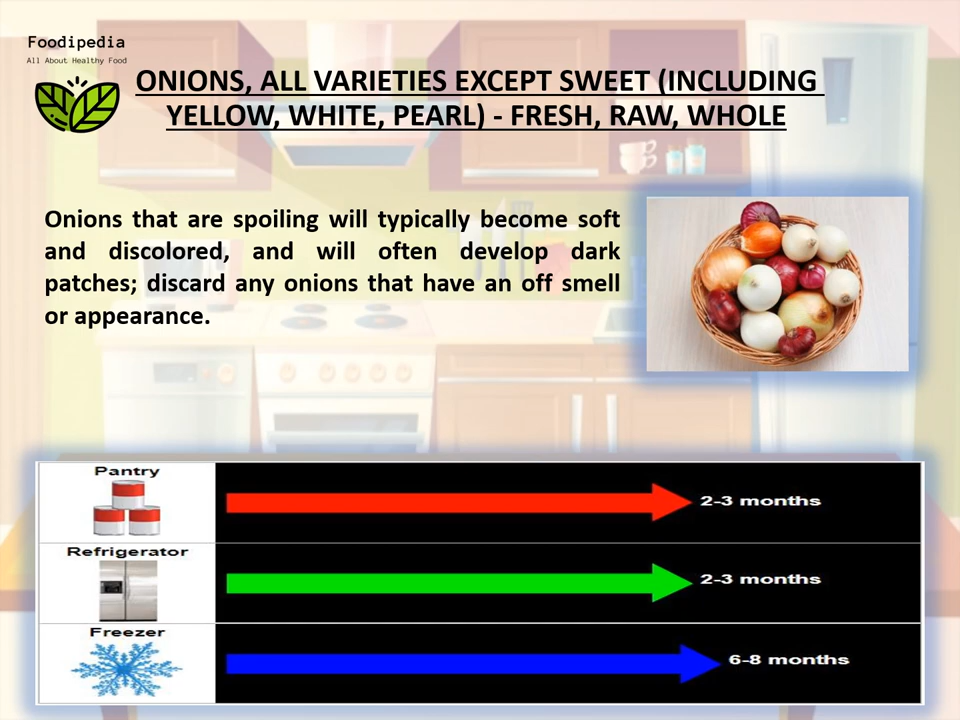 Foodipedia
All About Healthy Food
ONIONS, ALL VARIETIES EXCEPT SWEET (INCLUDING
YELLOW, WHITE, PEARL) - FRESH, RAW, WHOLE
Onions that are spoiling will typically become soft
and discolored, and will often develop dark
patches; discard any onions that have an off smell
or appearance.
Pantry
2-3 months
Refrigerator
2-3 months
Freezer
6-8 months